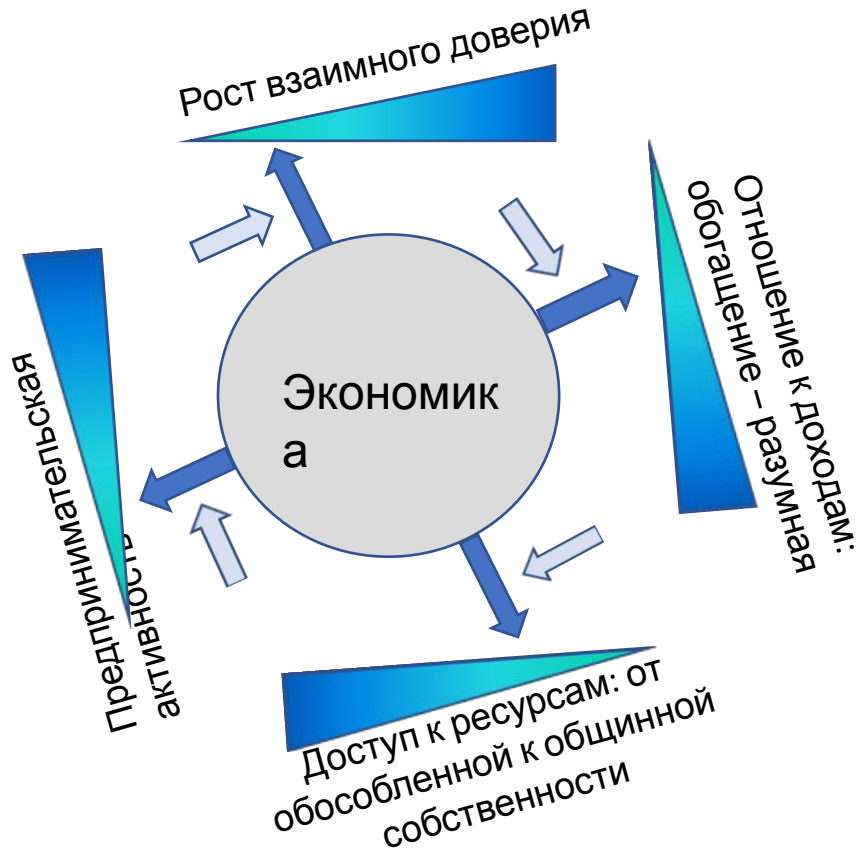 Рост взаимного доверия
Отношение к доходам:
обогащение – разумная
Экономик
а
Предпринимательская
активность
Доступ к ресурсам: от
обособленной к общинной
собственности